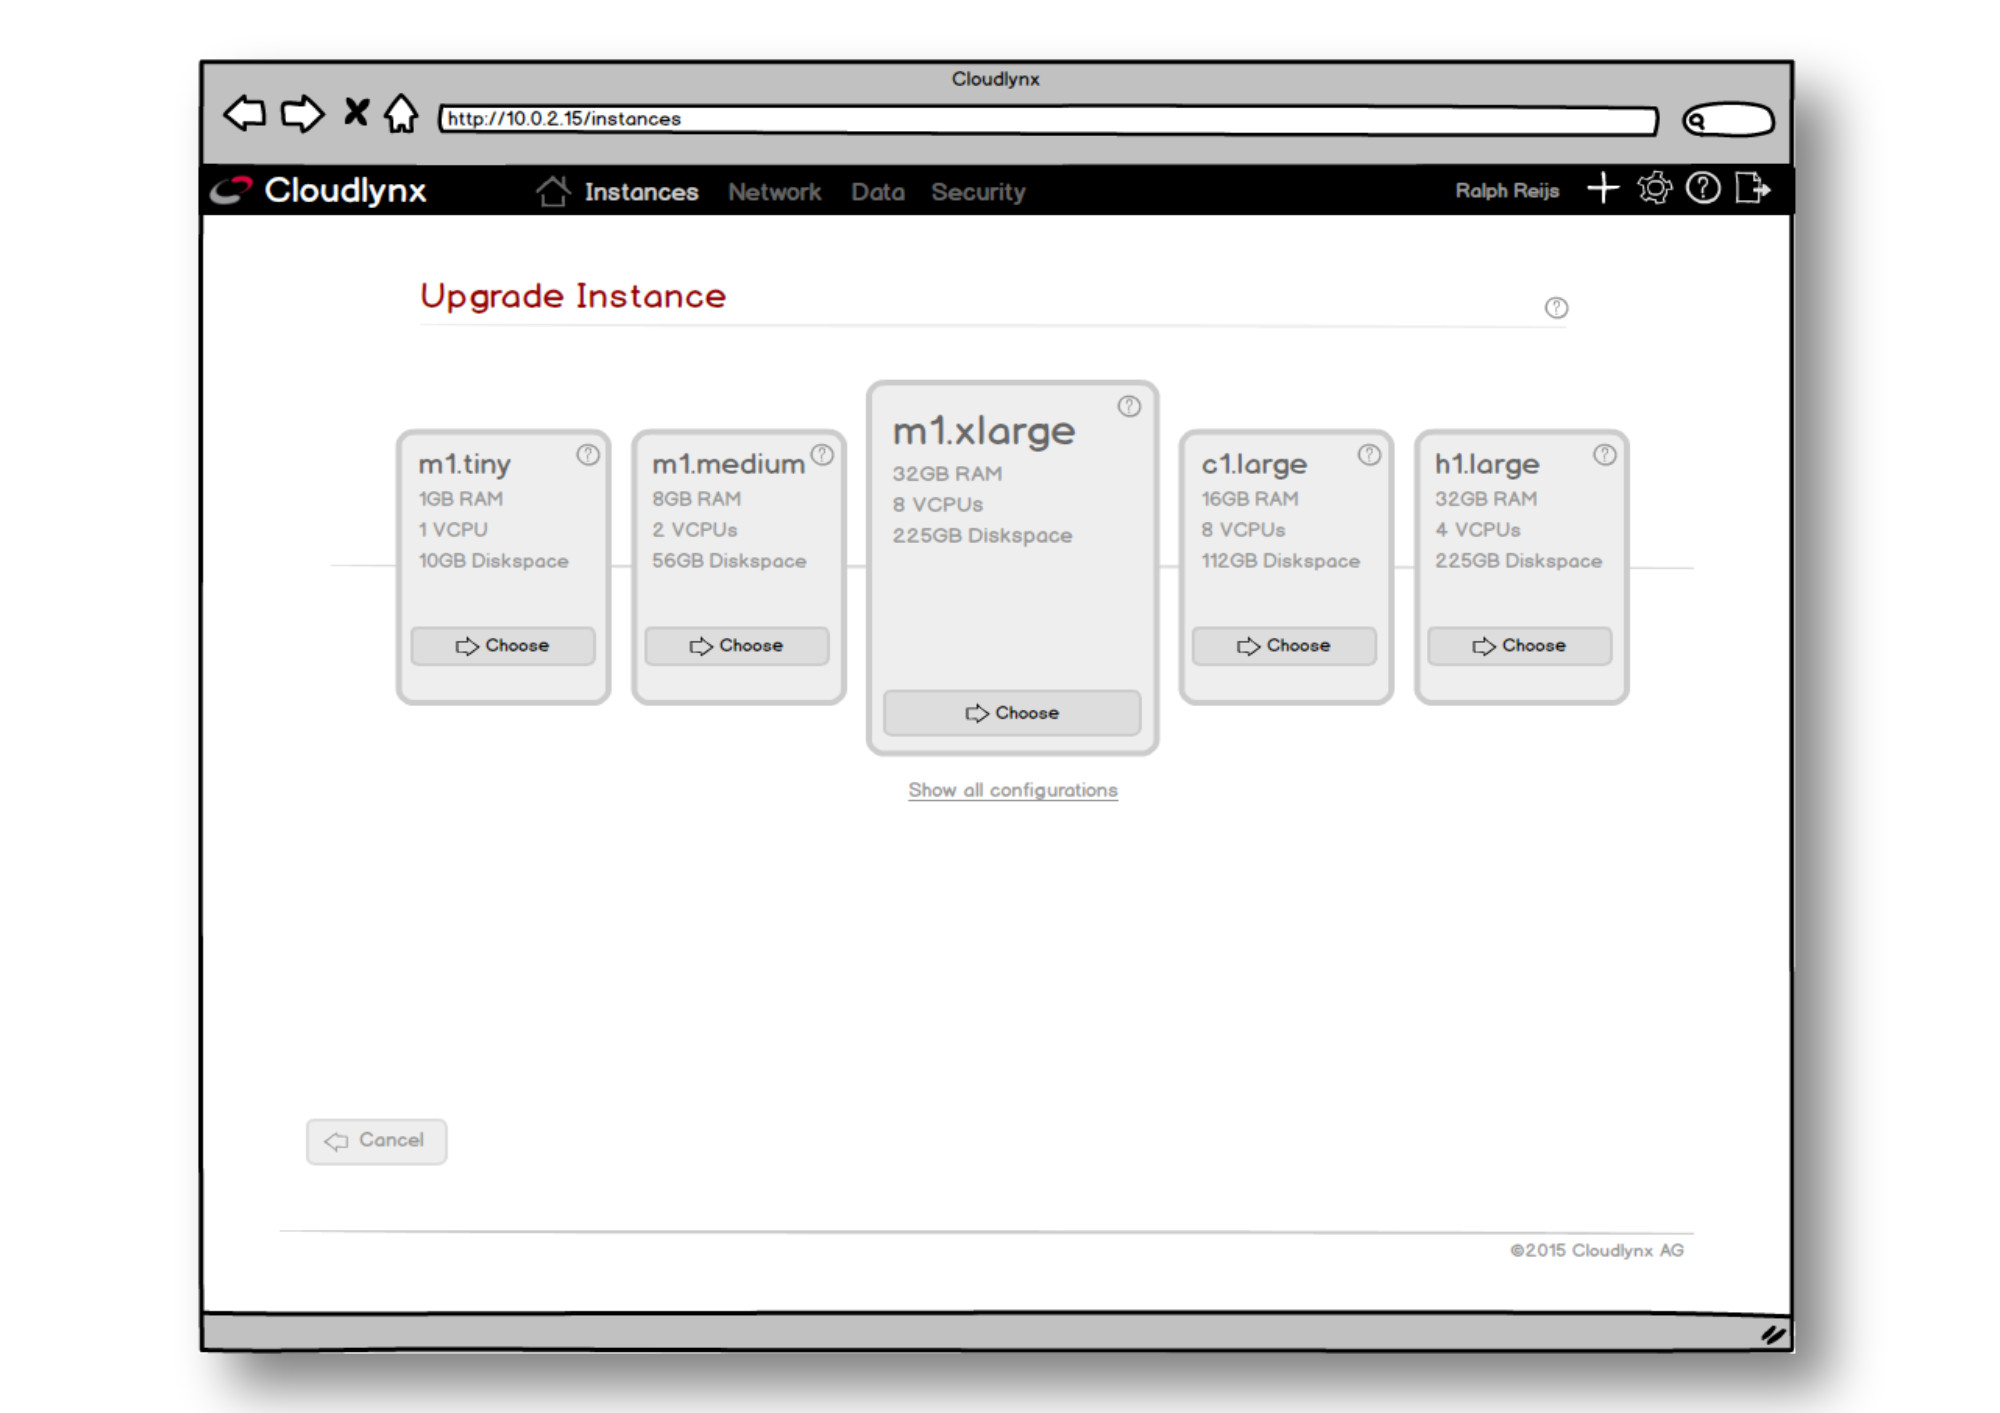 Cloudlynx
http://10.0.2.15/instances
Cloudlynx Instances Network Data Security Ralph Reijs
Upgrade Instance
m1.tiny
1GB RAM
1 VCPU
10GB Diskspace
Choose
m1.medium
8GB RAM
2 VCPUs
56GB Diskspace
Choose
m1.xlarge
32GB RAM
8 VCPUs
225GB Diskspace
Choose
c1.large
16GB RAM
8 VCPUs
112GB Diskspace
Choose
h1.large
32GB RAM
4 VCPUs
225GB Diskspace
Choose
Show all configurations
Cancel
©2015 Cloudlynx AG